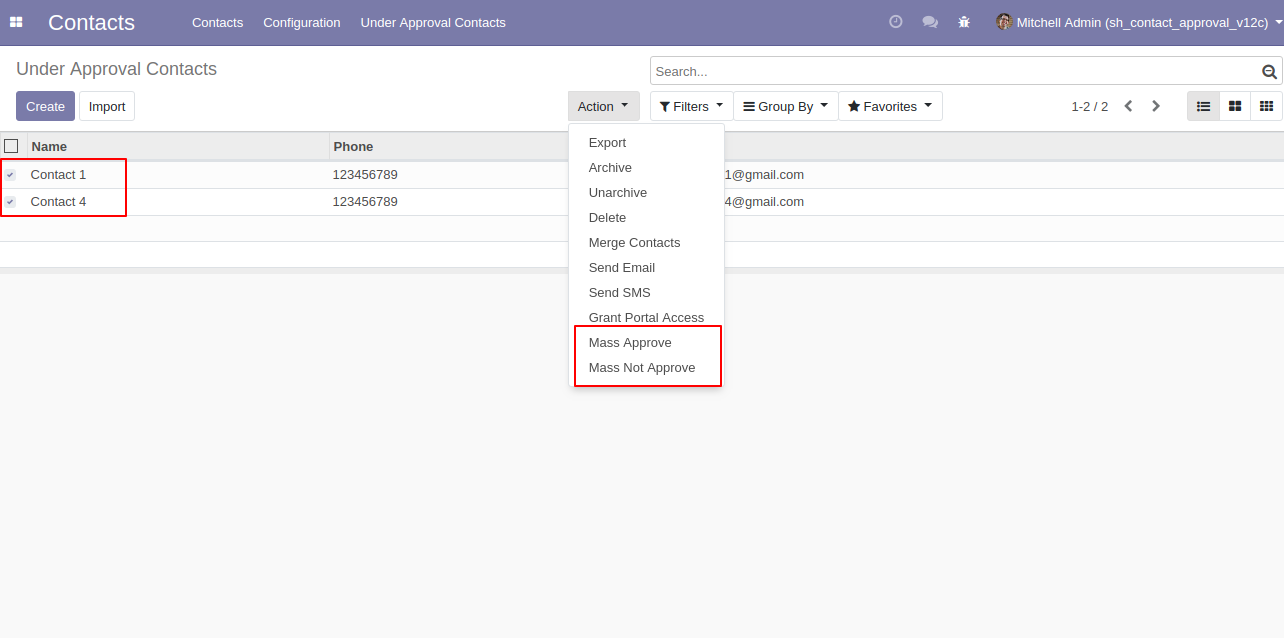 Contacts Contacts Configuration Under Approval Contacts Mitchell Admin (sh_contact_approval_v12c)
Under Approval Contacts Search...
Create Import Action Filters Group By Favorites 1-2 / 2
Name Phone
Contact 1 123456789 1@gmail.com
Contact 4 123456789 4@gmail.com
Export
Archive
Unarchive
Delete
Merge Contacts
Send Email
Send SMS
Grant Portal Access
Mass Approve
Mass Not Approve